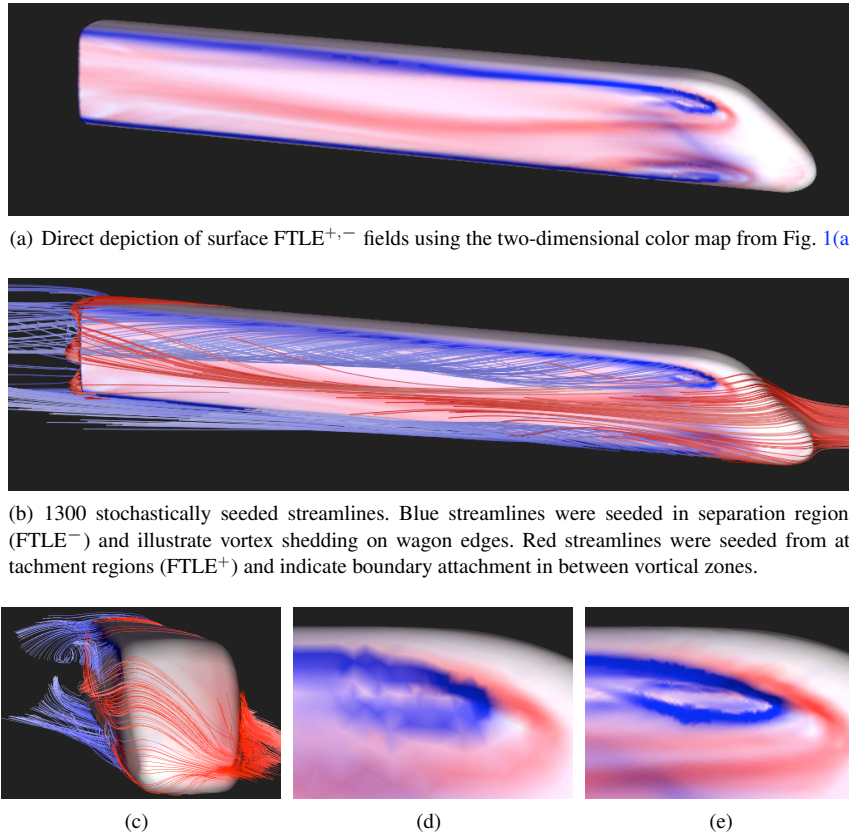 (a) Direct depiction of surface FTLE+,− fields using the two-dimensional color map from Fig. 1(a
(b) 1300 stochastically seeded streamlines. Blue streamlines were seeded in separation region
(FTLE−) and illustrate vortex shedding on wagon edges. Red streamlines were seeded from at
tachment regions (FTLE+) and indicate boundary attachment in between vortical zones.
(c) (d) (e)